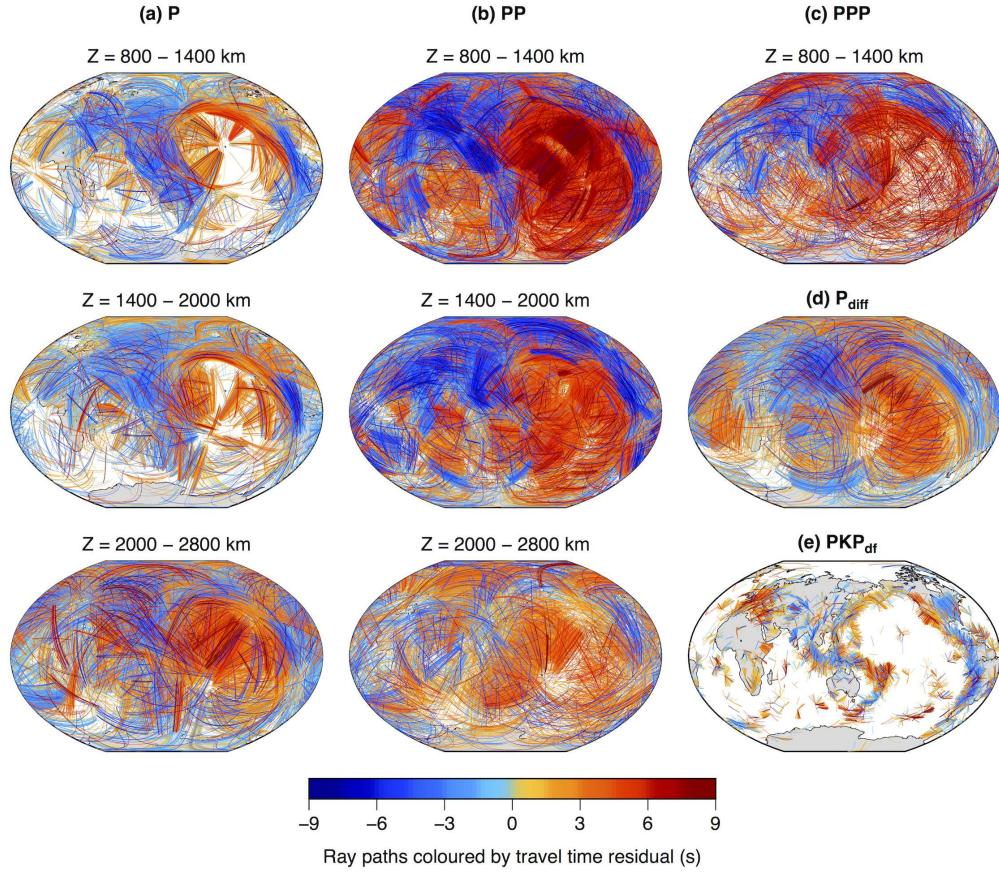 (a) P
(b) PP
(c) PPP
Z = 800 – 1400 km
Z = 800 – 1400 km
Z = 800 – 1400 km
Z = 1400 – 2000 km
Z = 1400 – 2000 km
(d) Pdiff
Z = 2000 – 2800 km
Z = 2000 – 2800 km
(e) PKPdf
−9 −6 −3 0 3 6 9
Ray paths coloured by travel time residual (s)